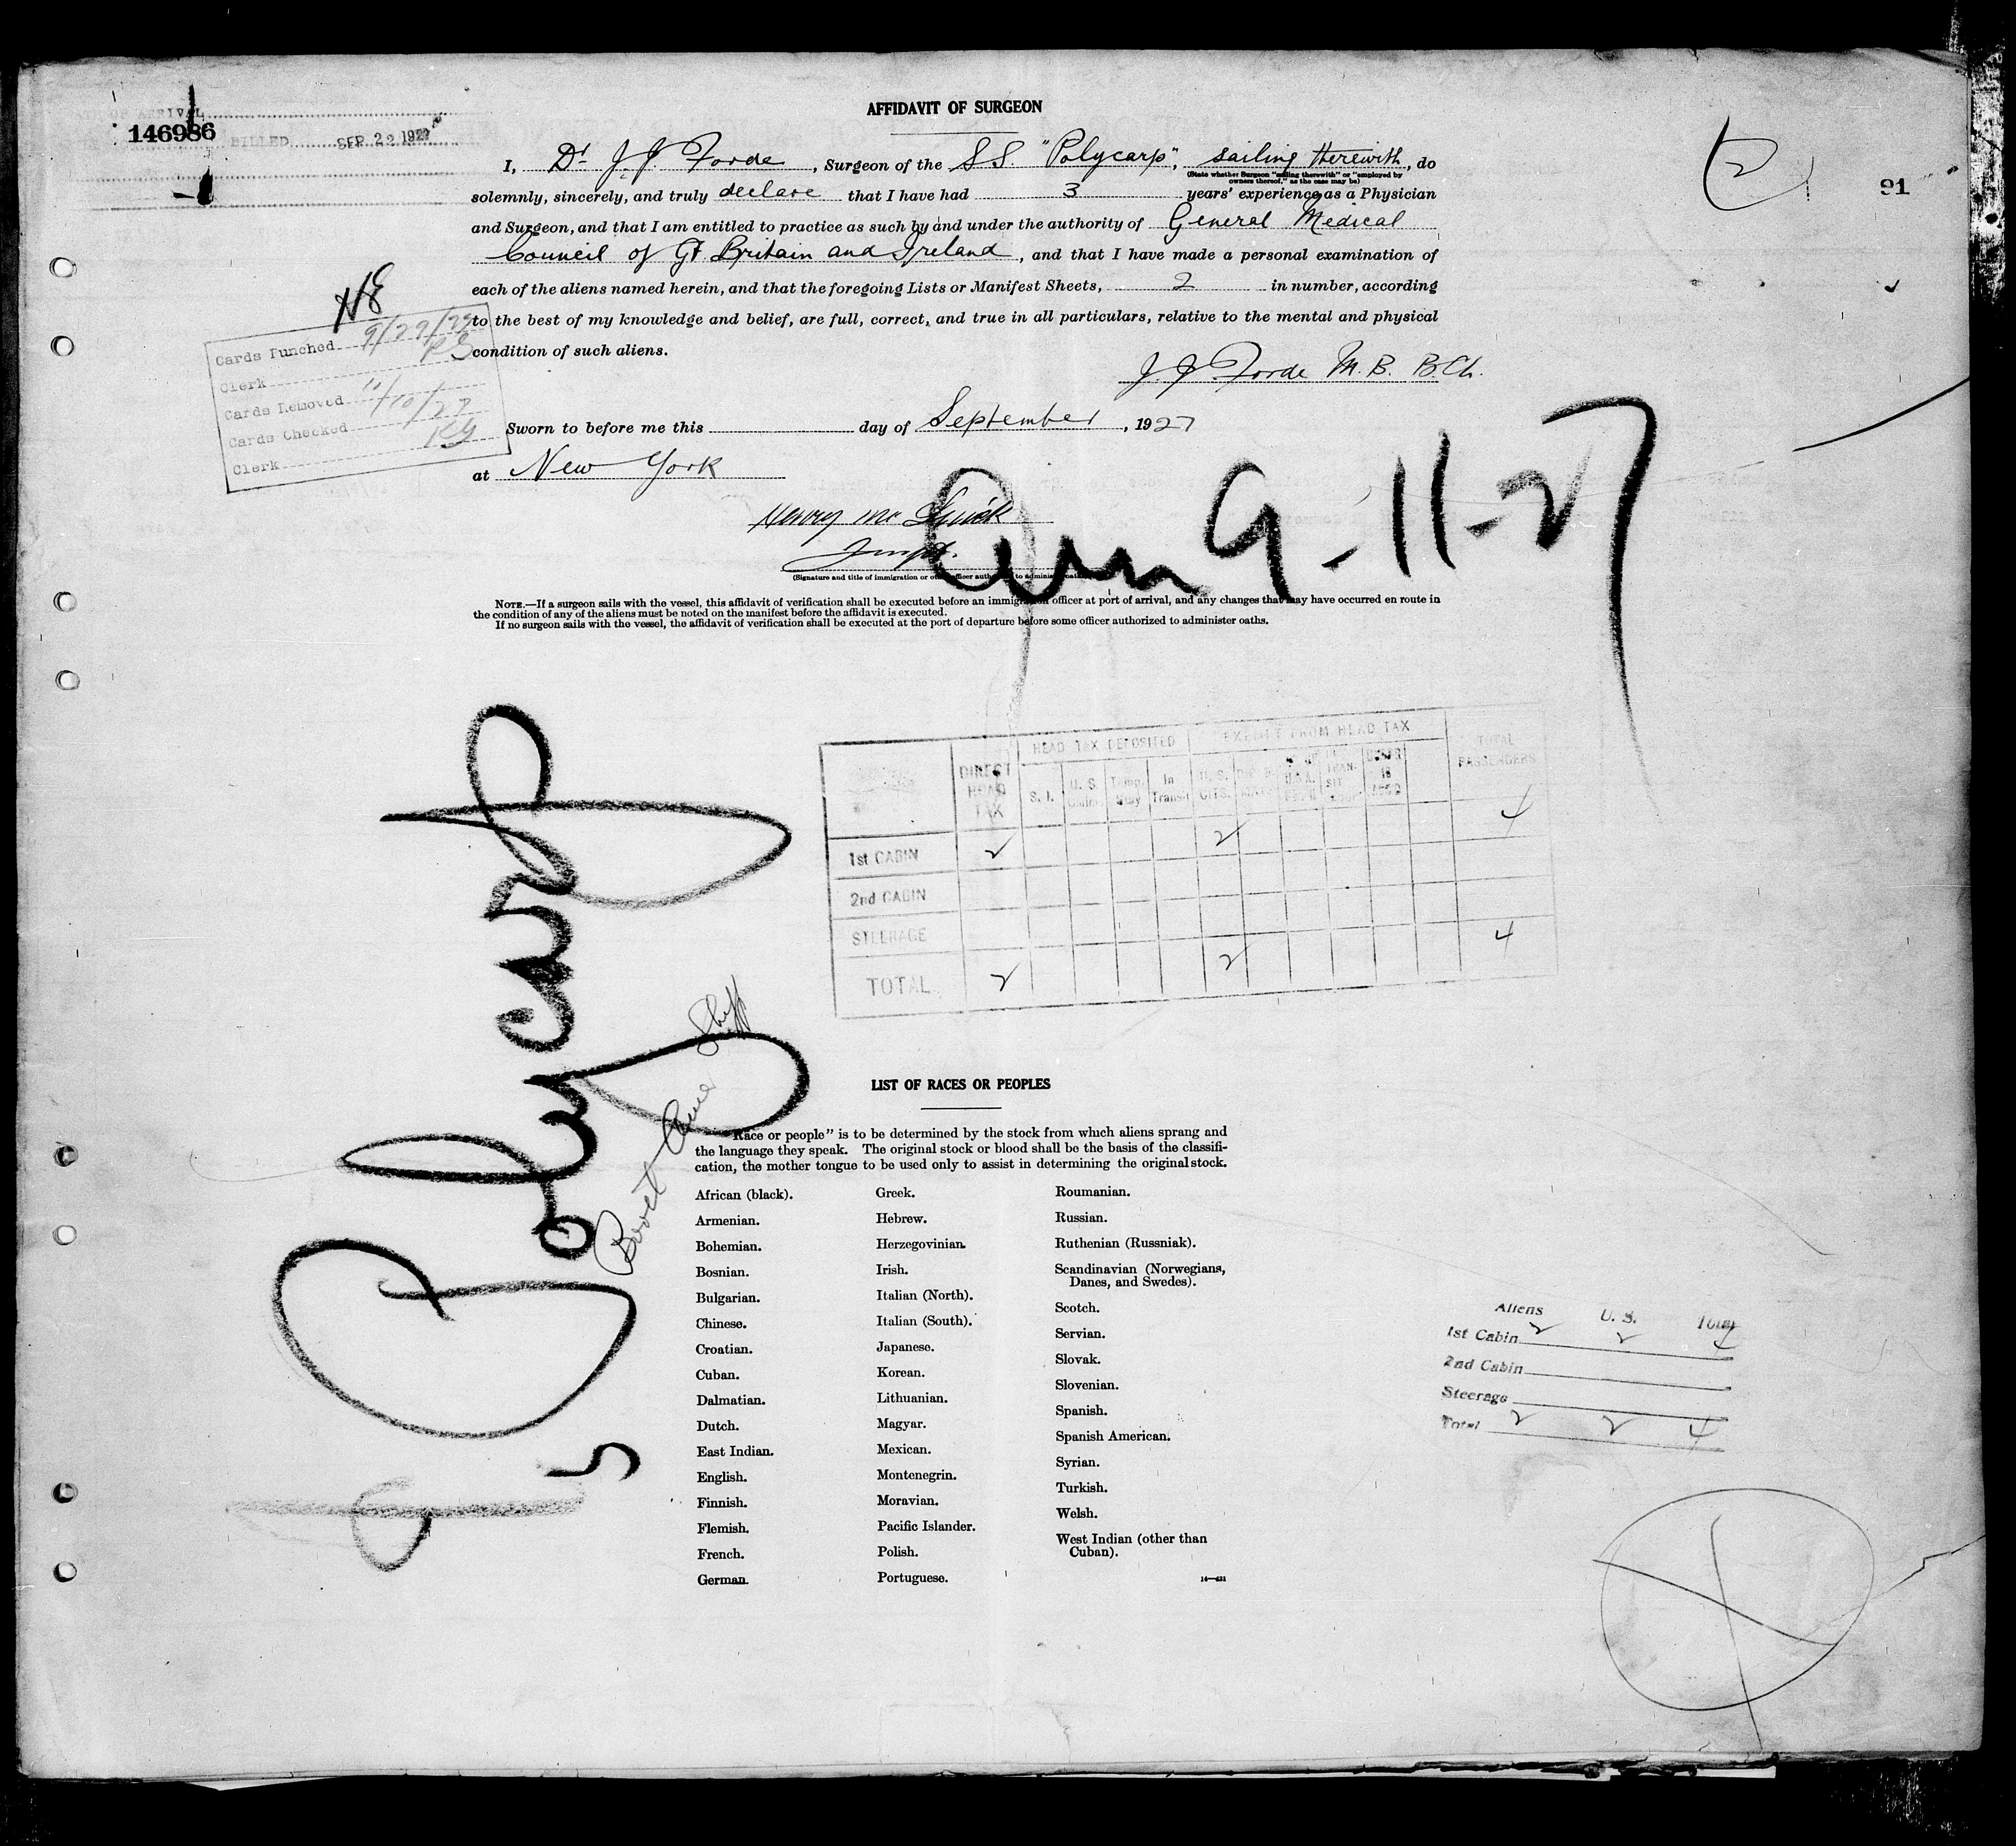 AFFIDAVIT OF SURGEON
146986
BILLED SEP 22 1927
91
2
I, Dr J. J. Forde, Surgeon of the S.S. "Polycarp", sailing therewith, do
(State whether Surgeon "sailing therewith" or "employed by
owners thereof," as the case may be)
solemnly, sincerely, and truly declare that I have had 3 years' experience as a Physician
and Surgeon, and that I am entitled to practice as such by and under the authority of General Medical
Council of Gt. Britain and Ireland, and that I have made a personal examination of
each of the aliens named herein, and that the foregoing Lists or Manifest Sheets, 2 in number, according
to the best of my knowledge and belief, are full, correct, and true in all particulars, relative to the mental and physical
condition of such aliens.
J. J. Forde M.B. B.Ch.
Cards Punched 9/29/27
Clerk
Cards Removed
Cards Checked
Clerk
Sworn to before me this day of September, 1927
at New York
9-11-27
(Signature and title of immigration or other officer authorized to administer oaths)
NOTE.—If a surgeon sails with the vessel, this affidavit of verification shall be executed before an immigration officer at port of arrival, and any changes that may have occurred en route in
the condition of any of the aliens must be noted on the manifest before the affidavit is executed.
If no surgeon sails with the vessel, the affidavit of verification shall be executed at the port of departure before some officer authorized to administer oaths.
Polycarp
HEAD TAX DEPOSITED EXEMPT FROM HEAD TAX TOTAL PASSENGERS
DIRECT HEAD TAX S. I. U. S. Temp. Stay In Transit U. S. CITS.
1st CABIN 2 2 4
2nd CABIN
STEERAGE
TOTAL 2 2 4
LIST OF RACES OR PEOPLES
"Race or people" is to be determined by the stock from which aliens sprang and
the language they speak. The original stock or blood shall be the basis of the classifi-
cation, the mother tongue to be used only to assist in determining the original stock.
African (black).
Armenian.
Bohemian.
Bosnian.
Bulgarian.
Chinese.
Croatian.
Cuban.
Dalmatian.
Dutch.
East Indian.
English.
Finnish.
Flemish.
French.
German.
Greek.
Hebrew.
Herzegovinian.
Irish.
Italian (North).
Italian (South).
Japanese.
Korean.
Lithuanian.
Magyar.
Mexican.
Montenegrin.
Moravian.
Pacific Islander.
Polish.
Portuguese.
Roumanian.
Russian.
Ruthenian (Russniak).
Scandinavian (Norwegians,
Danes, and Swedes).
Scotch.
Servian.
Slovak.
Slovenian.
Spanish.
Spanish American.
Syrian.
Turkish.
Welsh.
West Indian (other than
Cuban).
Aliens U. S. Total
1st Cabin 2 2 4
2nd Cabin
Steerage
Total 2 2 4